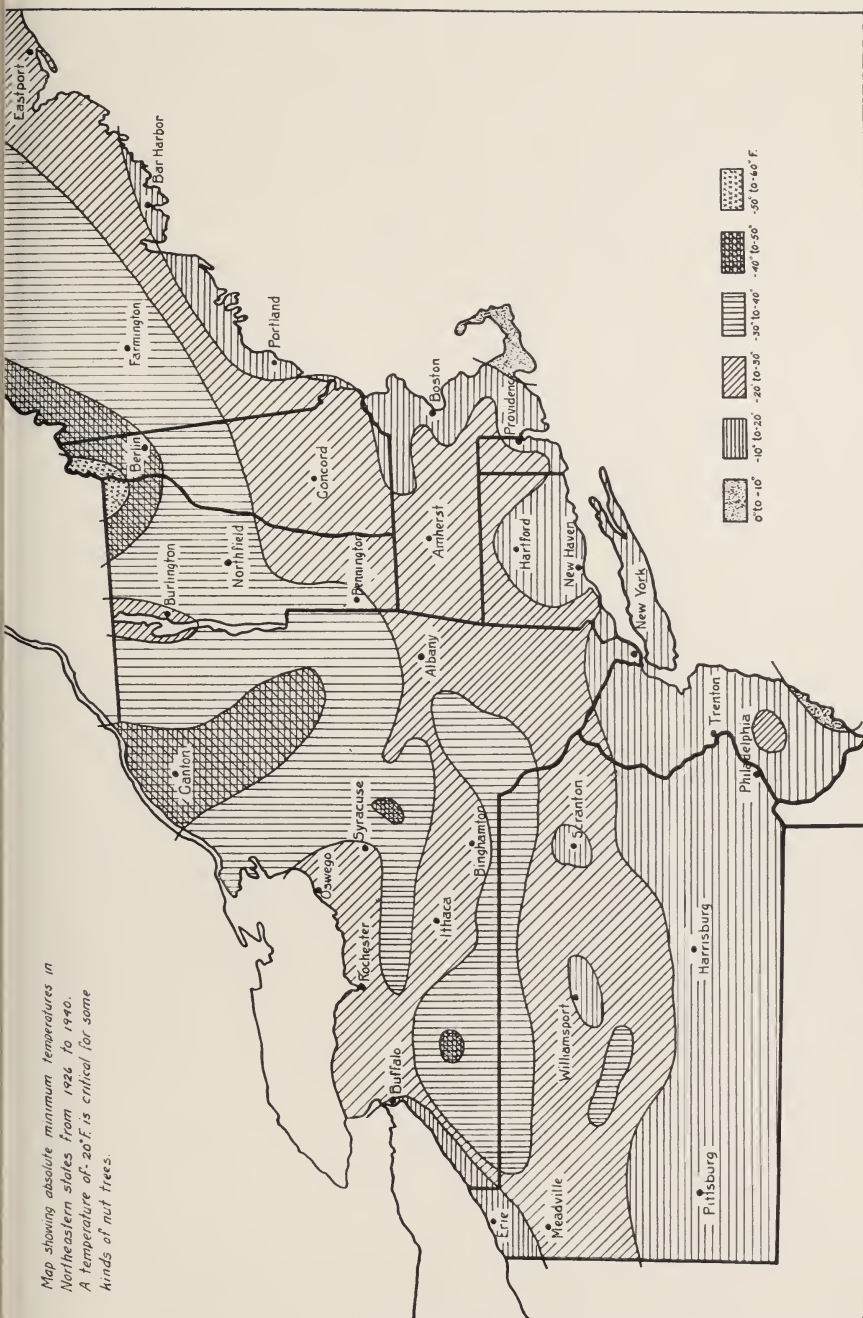 Map showing absolute minimum temperatures in
Northeastern states from 1926 to 1940.
A temperature of -20°F. is critical for some
kinds of nut trees.
Eastport
Bar Harbor
Farmington
Portland
Berlin
Burlington
Northfield
Concord
Bennington
Boston
Amherst
Providence
Canton
Albany
Hartford
New Haven
Syracuse
Oswego
Rochester
Ithaca
Binghamton
New York
Buffalo
Scranton
Trenton
Philadelphia
Williamsport
Harrisburg
Erie
Meadville
Pittsburg
0° to -10°
-10° to -20°
-20° to -30°
-30° to -40°
-40° to -50°
-50° to -60° F.